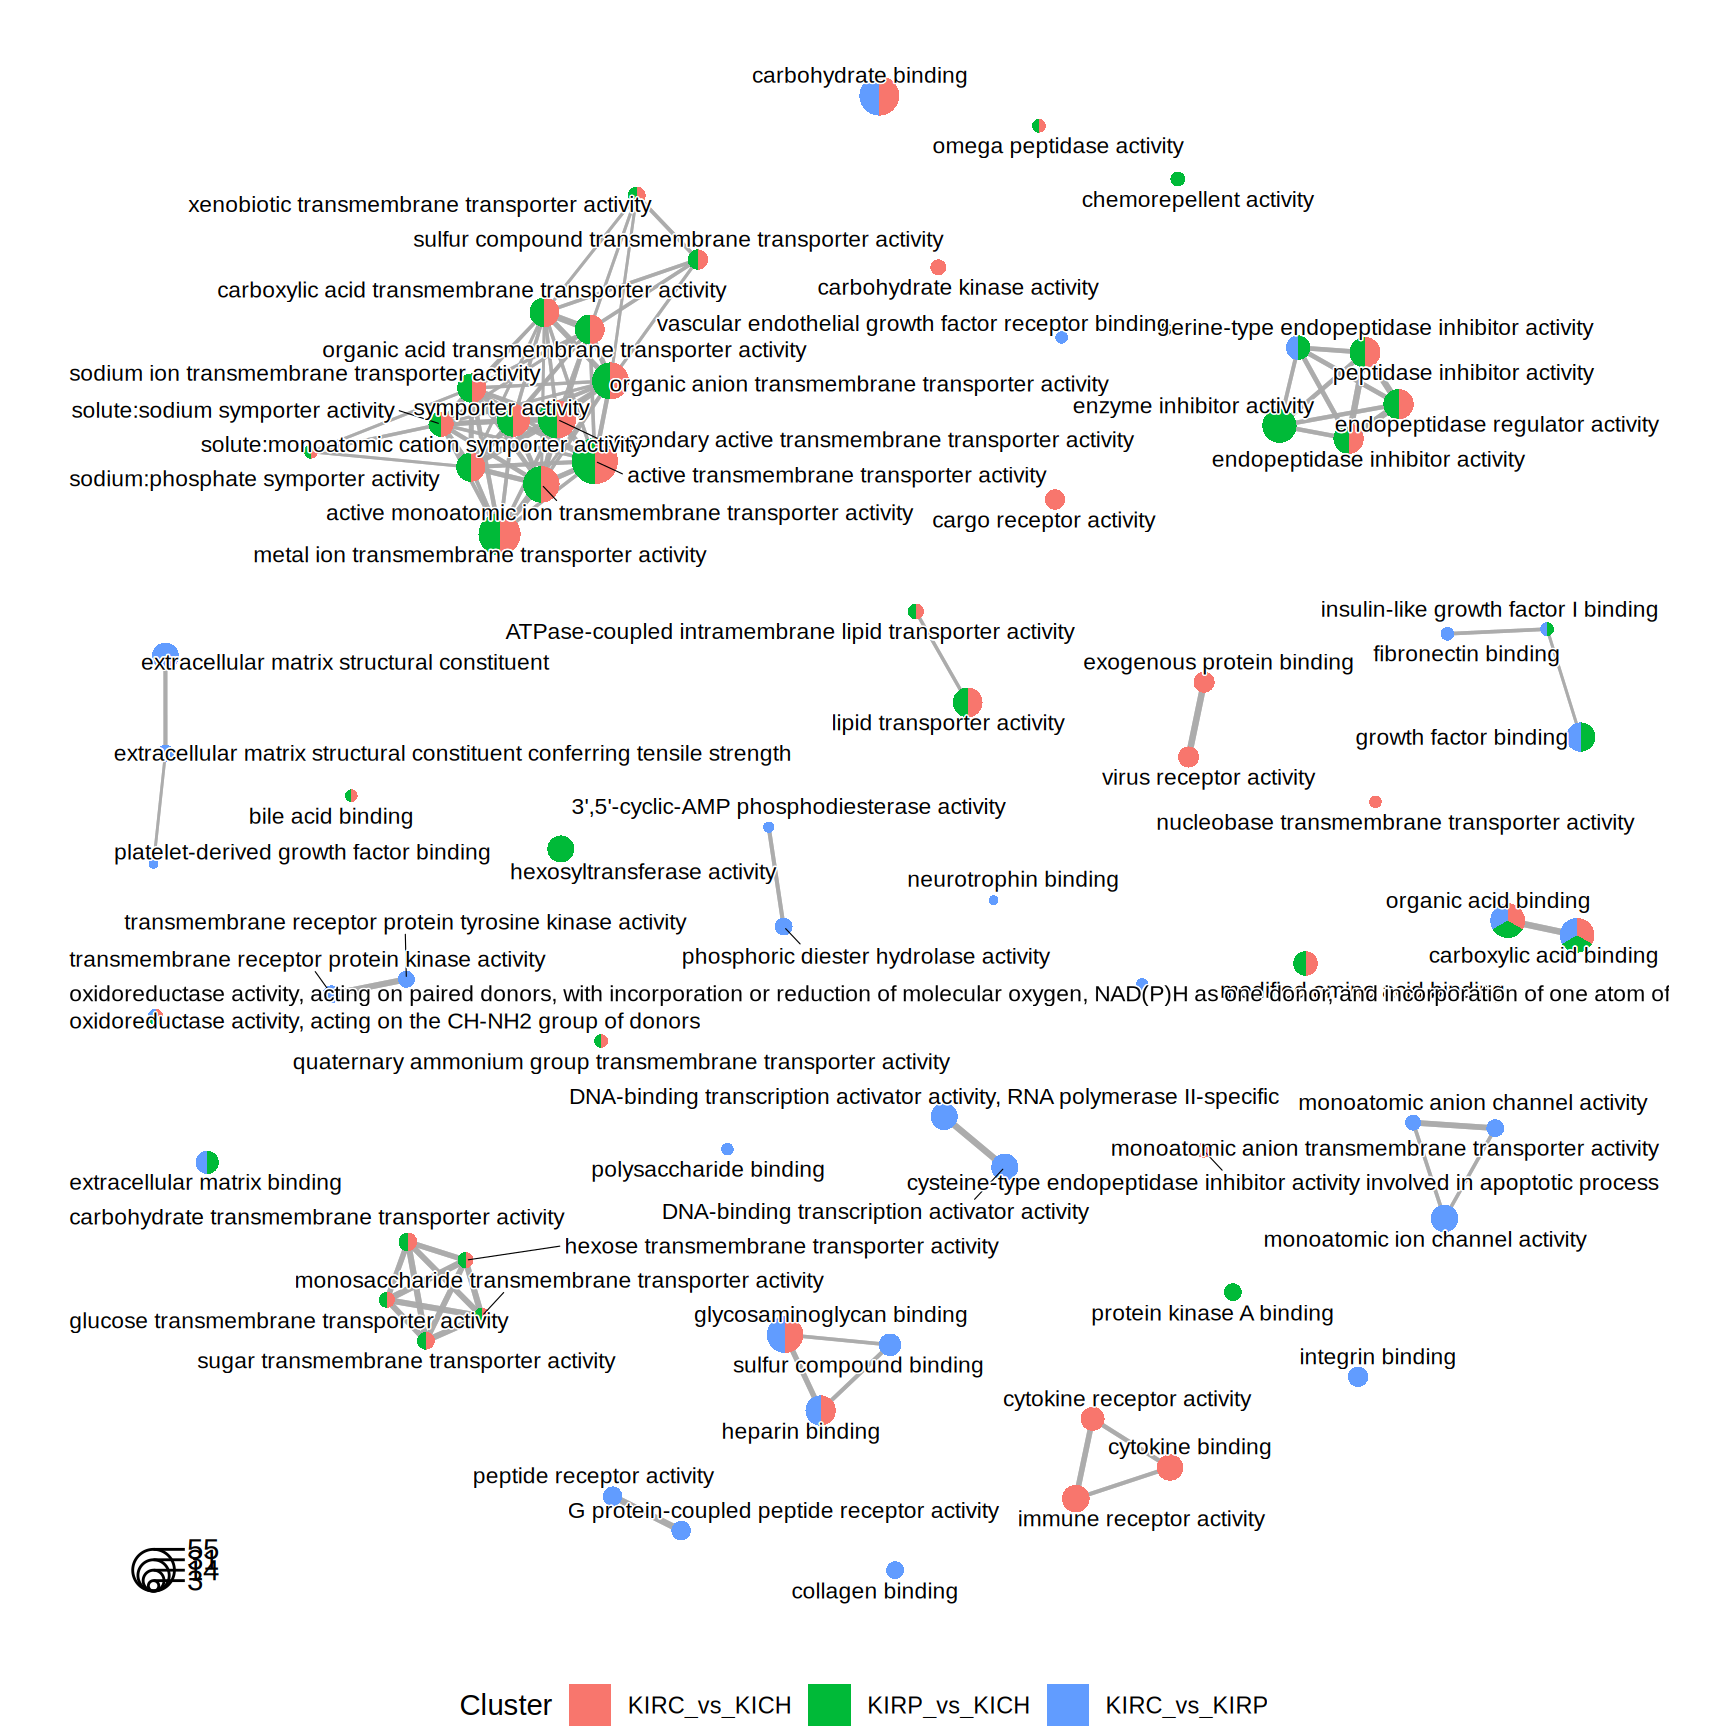 carbohydrate binding
omega peptidase activity
chemorepellent activity
xenobiotic transmembrane transporter activity
sulfur compound transmembrane transporter activity
carboxylic acid transmembrane transporter activity
carbohydrate kinase activity
vascular endothelial growth factor receptor binding
endopeptidase inhibitor activity
organic acid transmembrane transporter activity
sodium ion transmembrane transporter activity
peptidase inhibitor activity
organic anion transmembrane transporter activity
solute:sodium symporter activity
symporter activity
enzyme inhibitor activity
endopeptidase regulator activity
solute:monoatomic cation symporter activity
active transmembrane transporter activity
endopeptidase inhibitor activity
sodium:phosphate symporter activity
active transmembrane transporter activity
active monoatomic ion transmembrane transporter activity
cargo receptor activity
metal ion transmembrane transporter activity
insulin-like growth factor I binding
ATPase-coupled intramembrane lipid transporter activity
extracellular matrix structural constituent
exogenous protein binding
fibronectin binding
lipid transporter activity
growth factor binding
extracellular matrix structural constituent conferring tensile strength
virus receptor activity
3',5'-cyclic-AMP phosphodiesterase activity
bile acid binding
nucleobase transmembrane transporter activity
platelet-derived growth factor binding
hexosyltransferase activity
neurotrophin binding
organic acid binding
transmembrane receptor protein tyrosine kinase activity
phosphoric diester hydrolase activity
carboxylic acid binding
transmembrane receptor protein kinase activity
oxidoreductase activity, acting on paired donors, with incorporation or reduction of molecular oxygen, NAD(P)H as one donor, and incorporation of one atom of
oxidoreductase activity, acting on the CH-NH2 group of donors
quaternary ammonium group transmembrane transporter activity
DNA-binding transcription activator activity, RNA polymerase II-specific
monoatomic anion channel activity
monoatomic anion transmembrane transporter activity
polysaccharide binding
extracellular matrix binding
cysteine-type endopeptidase inhibitor activity involved in apoptotic process
DNA-binding transcription activator activity
carbohydrate transmembrane transporter activity
monoatomic ion channel activity
hexose transmembrane transporter activity
monosaccharide transmembrane transporter activity
glycosaminoglycan binding
protein kinase A binding
glucose transmembrane transporter activity
integrin binding
sugar transmembrane transporter activity
sulfur compound binding
cytokine receptor activity
heparin binding
cytokine binding
peptide receptor activity
G protein-coupled peptide receptor activity
immune receptor activity
collagen binding
55
14
3
Cluster
KIRC_vs_KICH
KIRP_vs_KICH
KIRC_vs_KIRP